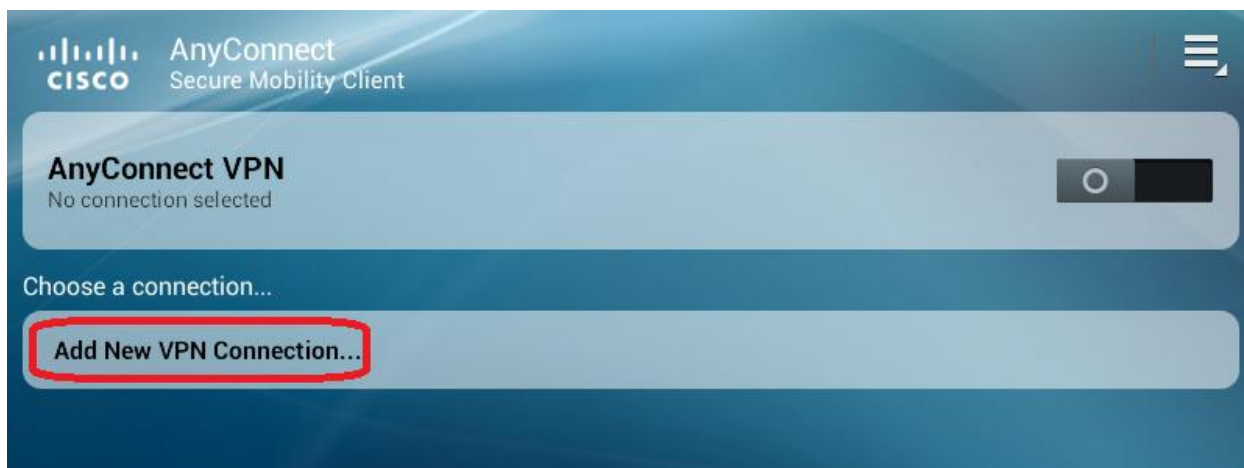 CISCO
AnyConnect
Secure Mobility Client
AnyConnect VPN
No connection selected
Choose a connection...
Add New VPN Connection...